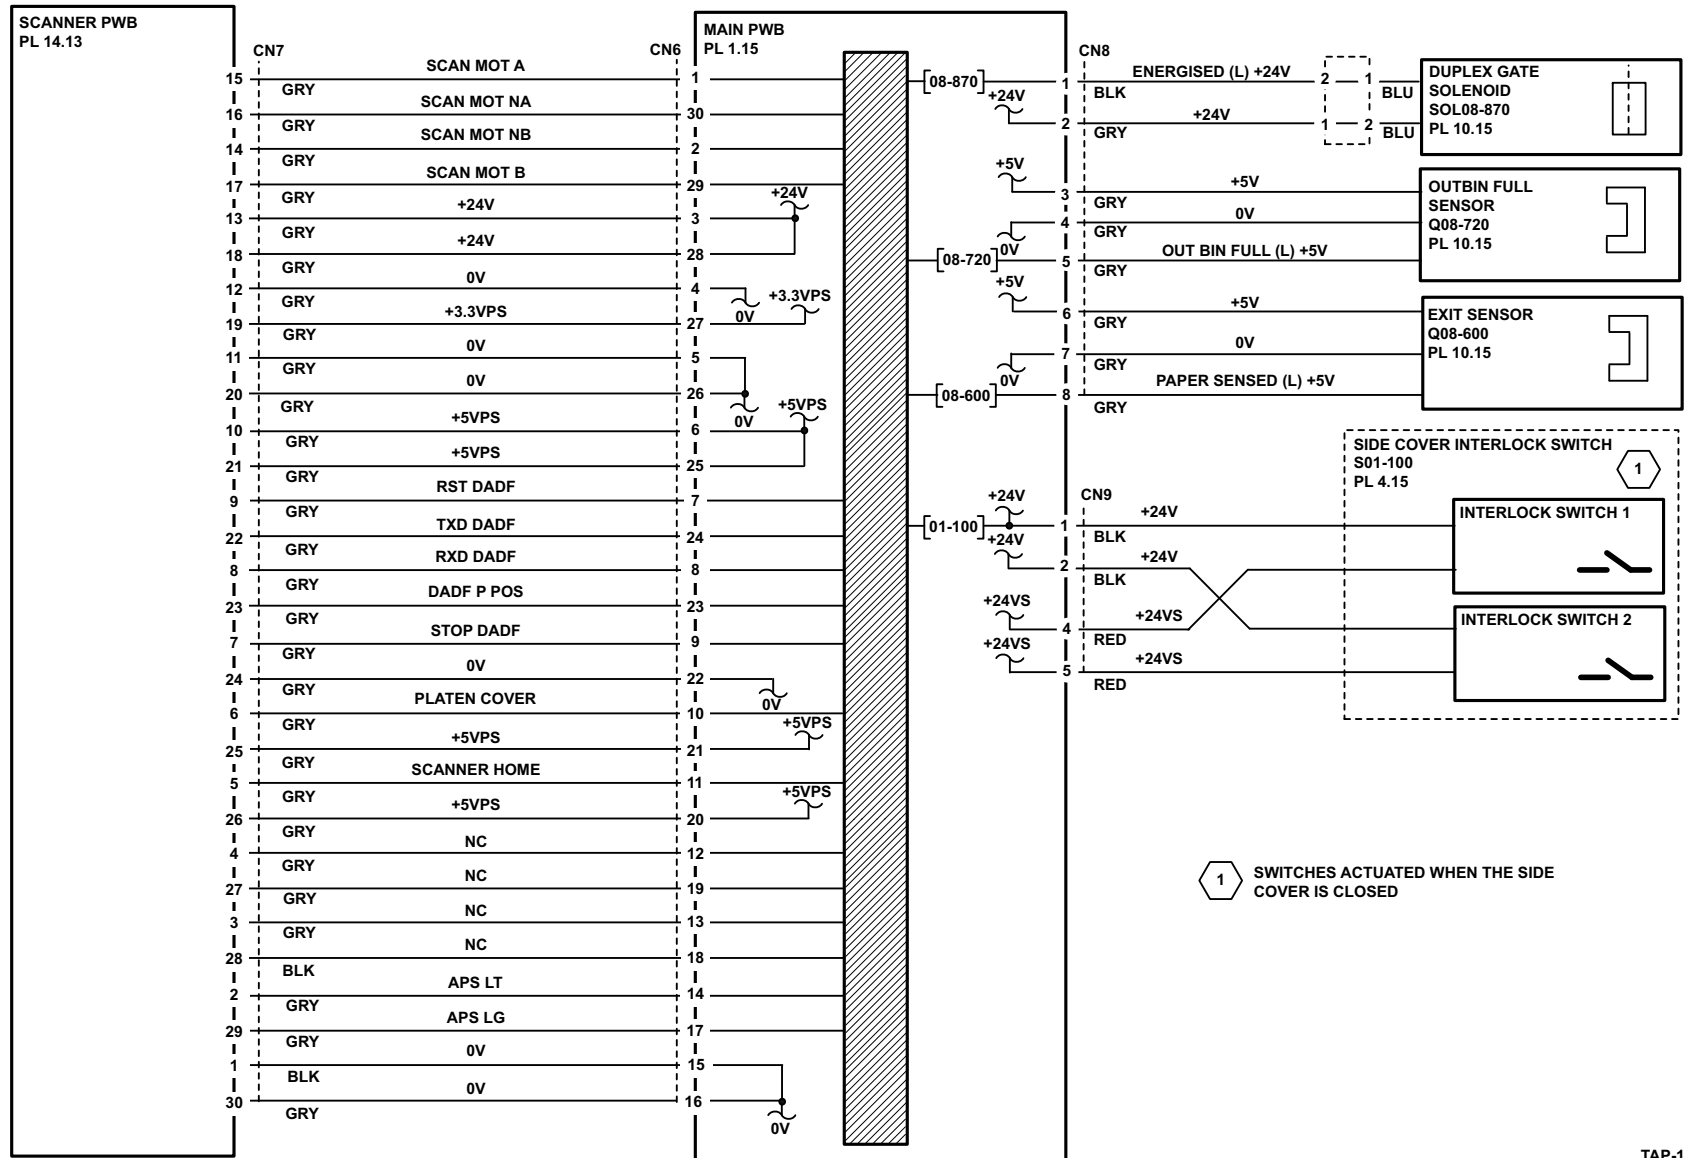 SCANNER PWB
PL 14.13
CN7
CN6
MAIN PWB
PL 1.15
15 GRY SCAN MOT A 1
16 GRY SCAN MOT NA 30
14 GRY SCAN MOT NB 2
17 GRY SCAN MOT B 29
13 GRY +24V 3 +24V
18 GRY +24V 28
12 GRY 0V 4 0V
19 GRY +3.3VPS 27 +3.3VPS
11 GRY 0V 5
20 GRY 0V 26 0V
10 GRY +5VPS 6 +5VPS
21 GRY +5VPS 25
9 GRY RST DADF 7
22 GRY TXD DADF 24
8 GRY RXD DADF 8
23 GRY DADF P POS 23
7 GRY STOP DADF 9
24 GRY 0V 22 0V
6 GRY PLATEN COVER 10
25 GRY +5VPS 21 +5VPS
5 GRY SCANNER HOME 11
26 GRY +5VPS 20 +5VPS
4 GRY NC 12
27 GRY NC 19
3 GRY NC 13
28 BLK NC 18
2 GRY APS LT 14
29 GRY APS LG 17
1 BLK 0V 15
30 GRY 0V 16 0V
CN8
08-870 1 BLK ENERGISED (L) +24V 2 1 BLU
+24V 2 GRY +24V 1 2 BLU
DUPLEX GATE
SOLENOID
SOL08-870
PL 10.15
+5V 3 GRY +5V
0V 4 GRY 0V
08-720 5 GRY OUT BIN FULL (L) +5V
OUTBIN FULL
SENSOR
Q08-720
PL 10.15
+5V 6 GRY +5V
0V 7 GRY 0V
08-600 8 GRY PAPER SENSED (L) +5V
EXIT SENSOR
Q08-600
PL 10.15
CN9
01-100 +24V 1 BLK +24V
+24V 2 BLK +24V
+24VS 4 RED +24VS
+24VS 5 RED +24VS
SIDE COVER INTERLOCK SWITCH
S01-100
PL 4.15
1
INTERLOCK SWITCH 1
INTERLOCK SWITCH 2
1 SWITCHES ACTUATED WHEN THE SIDE
COVER IS CLOSED
TAP-1